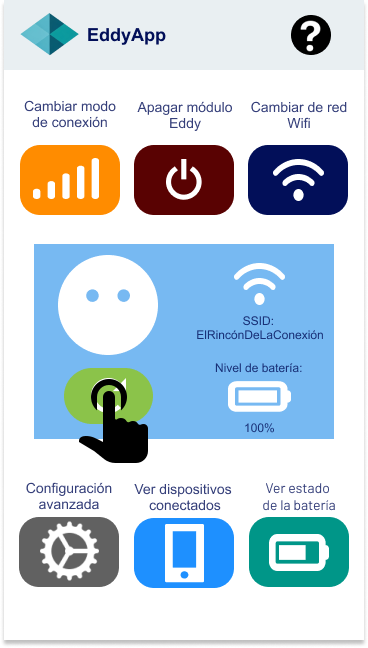 EddyApp
?
Cambiar modo
de conexión
Apagar módulo
Eddy
Cambiar de red
Wifi
SSID:
ElRincónDeLaConexión
Nivel de batería:
100%
Configuración
avanzada
Ver dispositivos
conectados
Ver estado
de la batería